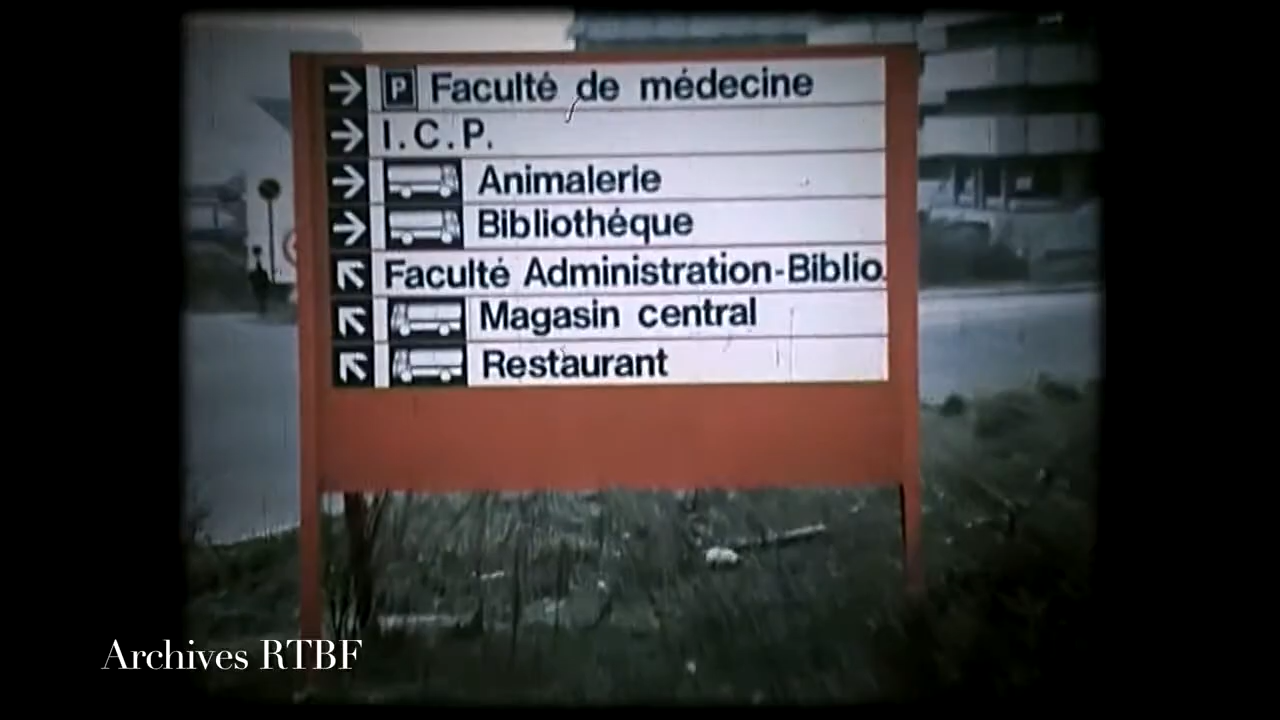 P Faculté de médecine
I.C.P.
Animalerie
Bibliothéque
Faculté Administration-Biblio.
Magasin central
Restaurant
Archives RTBF